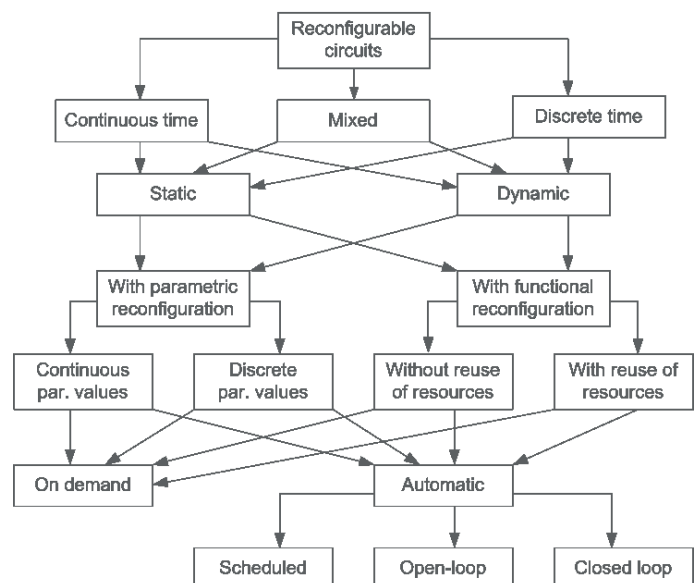 Reconfigurable
circuits
Continuous time
Mixed
Discrete time
Static
Dynamic
With parametric
reconfiguration
With functional
reconfiguration
Continuous
par. values
Discrete
par. values
Without reuse
of resources
With reuse of
resources
On demand
Automatic
Scheduled
Open-loop
Closed loop